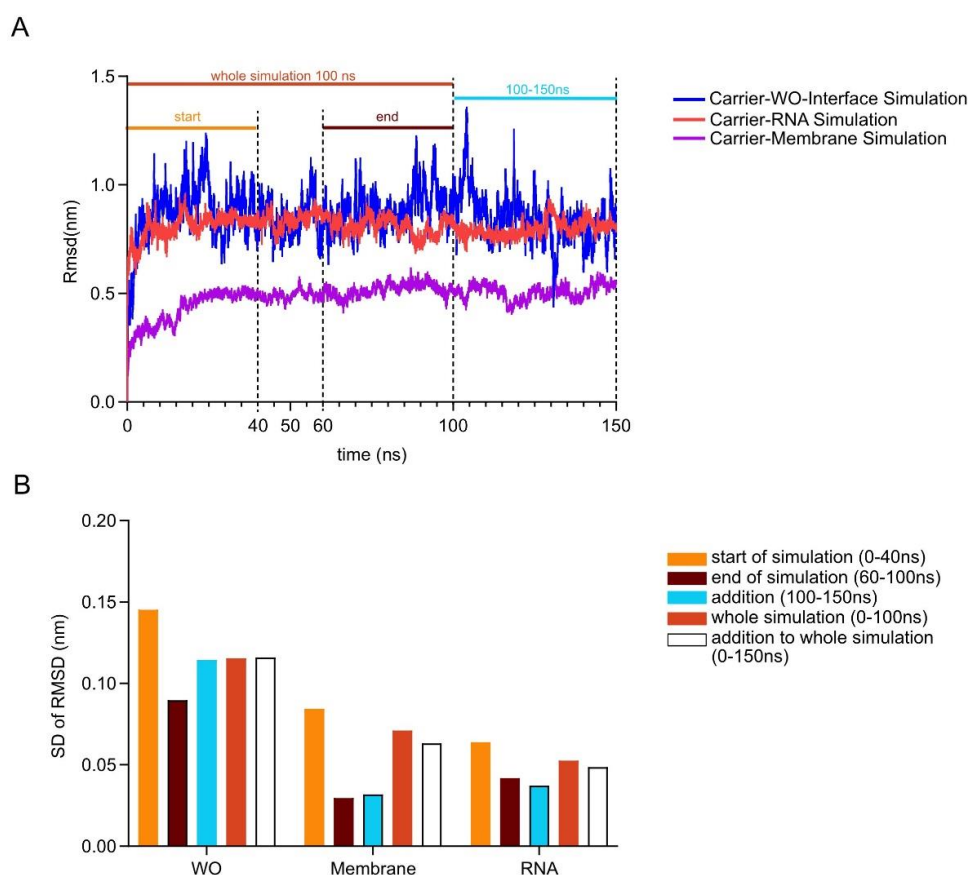 A
whole simulation 100 ns
100-150ns
start
end
1.5
1.0
0.5
0.0
Rmsd(nm)
0
40
50
60
100
150
time (ns)
Carrier-WO-Interface Simulation
Carrier-RNA Simulation
Carrier-Membrane Simulation
B
0.20
0.15
0.10
0.05
0.00
SD of RMSD (nm)
WO
Membrane
RNA
start of simulation (0-40ns)
end of simulation (60-100ns)
addition (100-150ns)
whole simulation (0-100ns)
addition to whole simulation
(0-150ns)